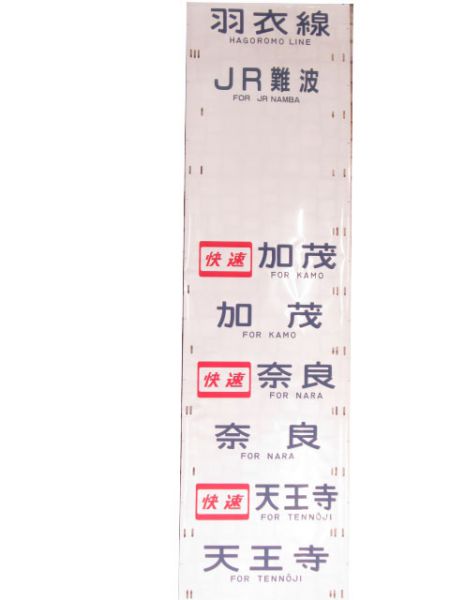 羽衣線
HAGOROMO LINE
JR難波
FOR JR NAMBA
快速 加茂
FOR KAMO
加茂
FOR KAMO
快速 奈良
FOR NARA
奈良
FOR NARA
快速 天王寺
FOR TENNŌJI
天王寺
FOR TENNŌJI